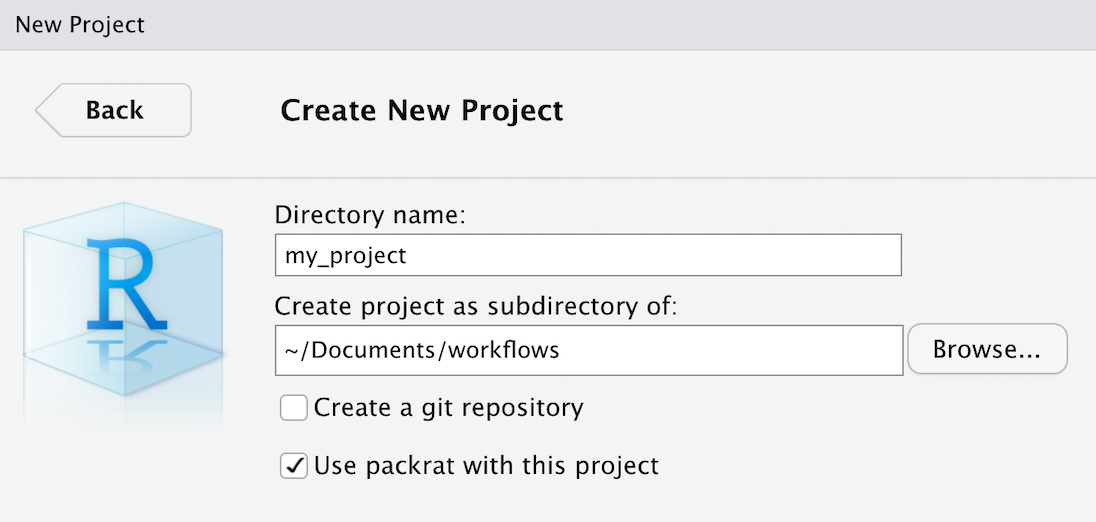 New Project
Back
Create New Project
R
Directory name:
my_project
Create project as subdirectory of:
~/Documents/workflows
Browse...
Create a git repository
Use packrat with this project